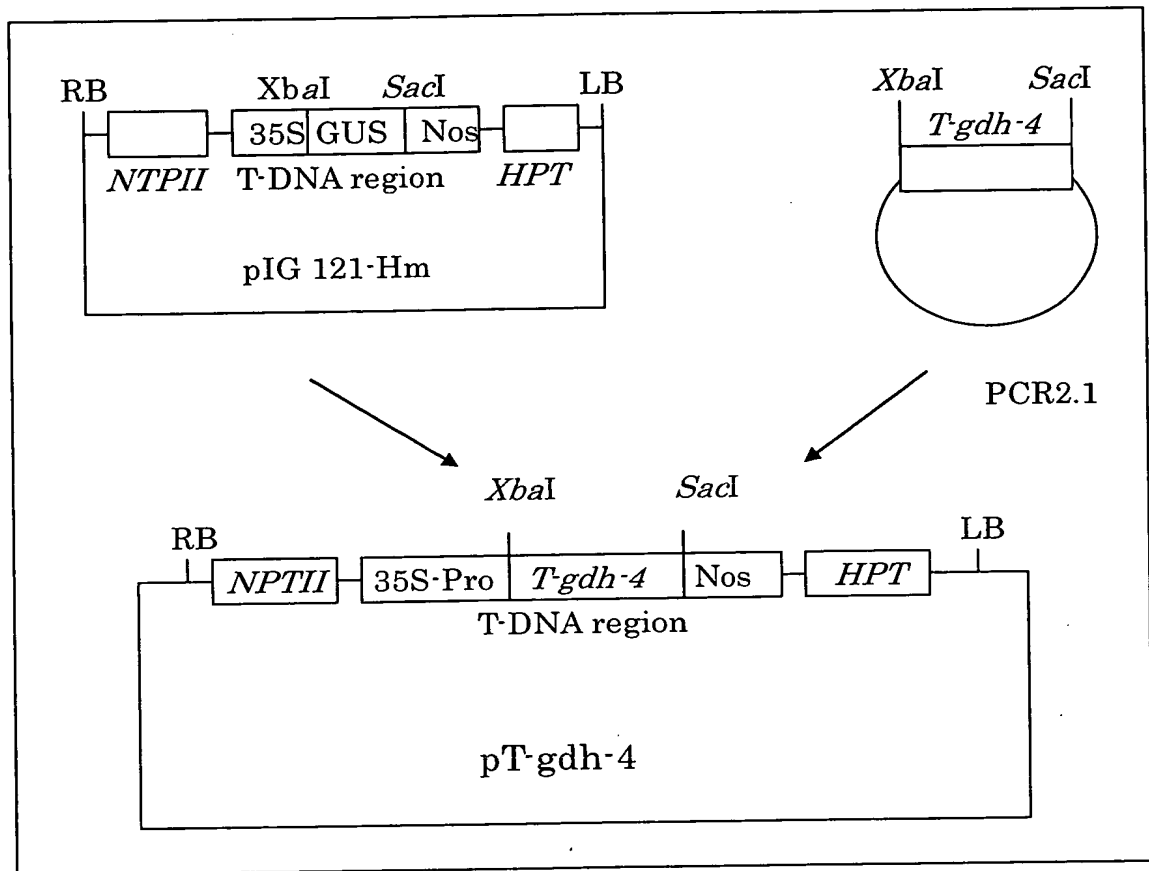 RB XbaI SacI LB
35S GUS Nos
NTPII T-DNA region HPT
pIG 121-Hm
XbaI SacI
T-gdh-4
PCR2.1
XbaI SacI
RB LB
NPTII 35S-Pro T-gdh-4 Nos HPT
T-DNA region
pT-gdh-4